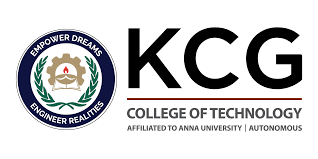 EMPOWER DREAMS
ENGINEER REALITIES
KCG
COLLEGE OF TECHNOLOGY
AFFILIATED TO ANNA UNIVERSITY | AUTONOMOUS